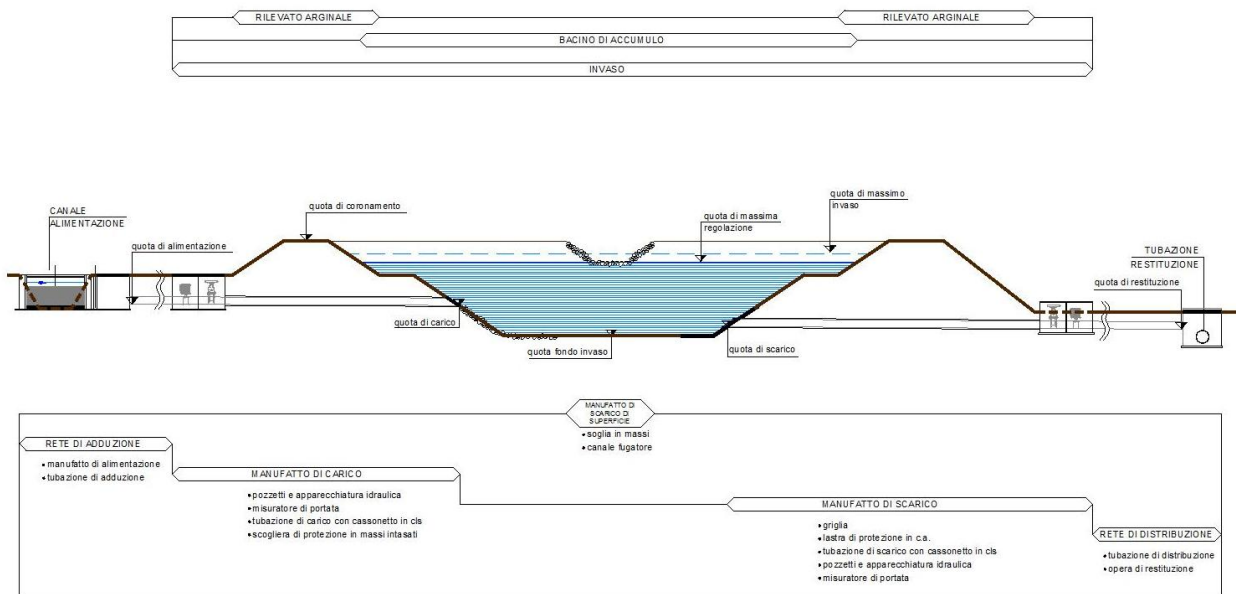 RILEVATO ARGINALE
RILEVATO ARGINALE
BACINO DI ACCUMULO
INVASO
CANALE
ALIMENTAZIONE
quota di alimentazione
quota di coronamento
quota di massima
regolazione
quota di massimo
invaso
TUBAZIONE
RESTITUZIONE
quota di restituzione
quota di carico
quota fondo invaso
quota di scarico
MANUFATTO DI
SCARICO DI
SUPERFICIE
• soglia in massi
• canale fugatore
RETE DI ADDUZIONE
• manufatto di alimentazione
• tubazione di adduzione
MANUFATTO DI CARICO
• pozzetti e apparecchiatura idraulica
• misuratore di portata
• tubazione di carico con cassonetto in cls
• scogliera di protezione in massi intasati
MANUFATTO DI SCARICO
• griglia
• lastra di protezione in c.a.
• tubazione di scarico con cassonetto in cls
• pozzetti e apparecchiatura idraulica
• misuratore di portata
RETE DI DISTRIBUZIONE
• tubazione di distribuzione
• opera di restituzione